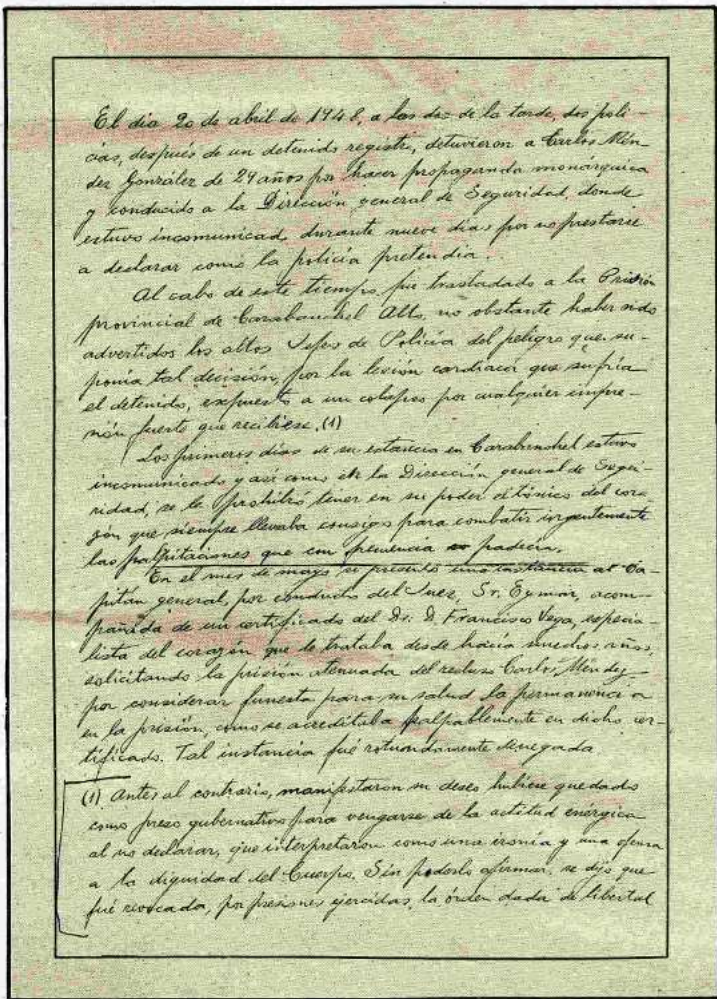 El dia 20 de abril de 1948, a las dos de la tarde, dos poli-
cías, después de un detenido registro, detuvieron a Carlos Mén-
dez González de 29 años por hacer propaganda monárquica
y conducido a la Dirección general de Seguridad, donde
estuvo incomunicado durante nueve dias por no prestarse
a declarar como la policía pretendia.
Al cabo de este tiempo fue trasladado a la Prisión
provincial de Carabanchel Alto, no obstante haber sido
advertidos los altos Jefes de Policía del peligro que su-
ponia tal decisión, por la lesión cardiaca que sufria
el detenido, expuesto a un colapso por cualquier impre-
sión fuerte que recibiese. (1)
Los primeros dias de su estancia en Carabanchel estuvo
incomunicado y asi como en la Dirección general de Segu-
ridad, se le prohibió tener en su poder el tónico del cora-
zón que siempre llevaba consigo para combatir urgentemente
las palpitaciones que con frecuencia padecía.
En el mes de mayo se presentó una instancia al Ca-
pitán general, por conducto del Juez, Sr. Eymar, acom-
pañada de un certificado del Dr. D. Francisco Vega, especia-
lista del corazón que le trataba desde hacia muchos años,
solicitando la prisión atenuada del recluso Carlos Méndez
por considerar funesta para su salud la permanencia
en la prisión, como se acreditaba palpablemente en dicho cer-
tificado. Tal instancia fué rotundamente denegada
(1) Antes al contrario, manifestaron su deseo hubiese quedado
como preso gubernativo para vengarse de la actitud enérgica
al no declarar, que interpretaron como una ironía y una ofensa
a la dignidad del Cuerpo. Sin poderlo afirmar, se dijo que
fué revocada, por presiones ejercidas, la órden dada de libertad